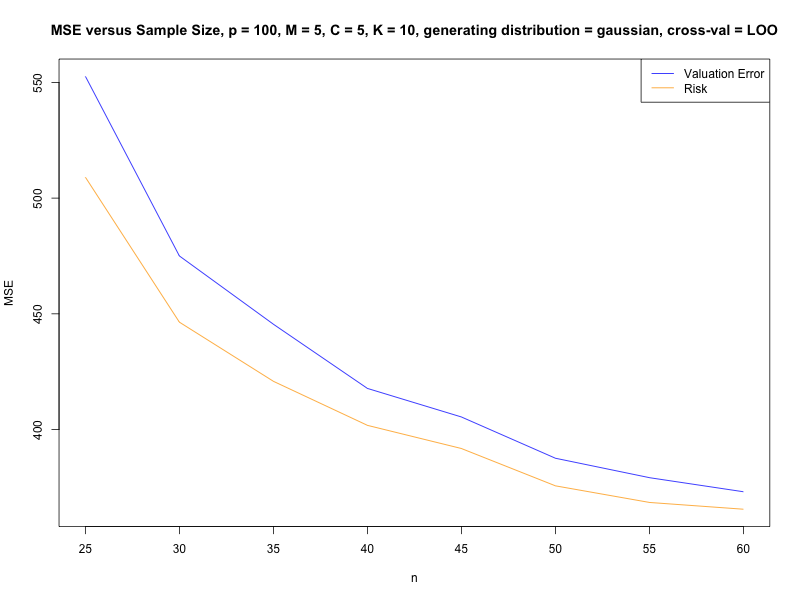 MSE versus Sample Size, p = 100, M = 5, C = 5, K = 10, generating distribution = gaussian, cross-val = LOO
Valuation Error
Risk
550
500
450
400
MSE
25 30 35 40 45 50 55 60
n